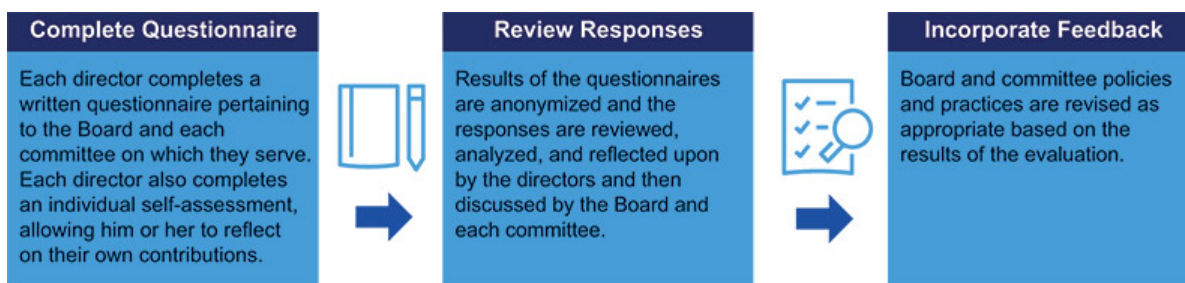 Complete Questionnaire
Each director completes a
written questionnaire pertaining
to the Board and each
committee on which they serve.
Each director also completes
an individual self-assessment,
allowing him or her to reflect
on their own contributions.
Review Responses
Results of the questionnaires
are anonymized and the
responses are reviewed,
analyzed, and reflected upon
by the directors and then
discussed by the Board and
each committee.
Incorporate Feedback
Board and committee policies
and practices are revised as
appropriate based on the
results of the evaluation.